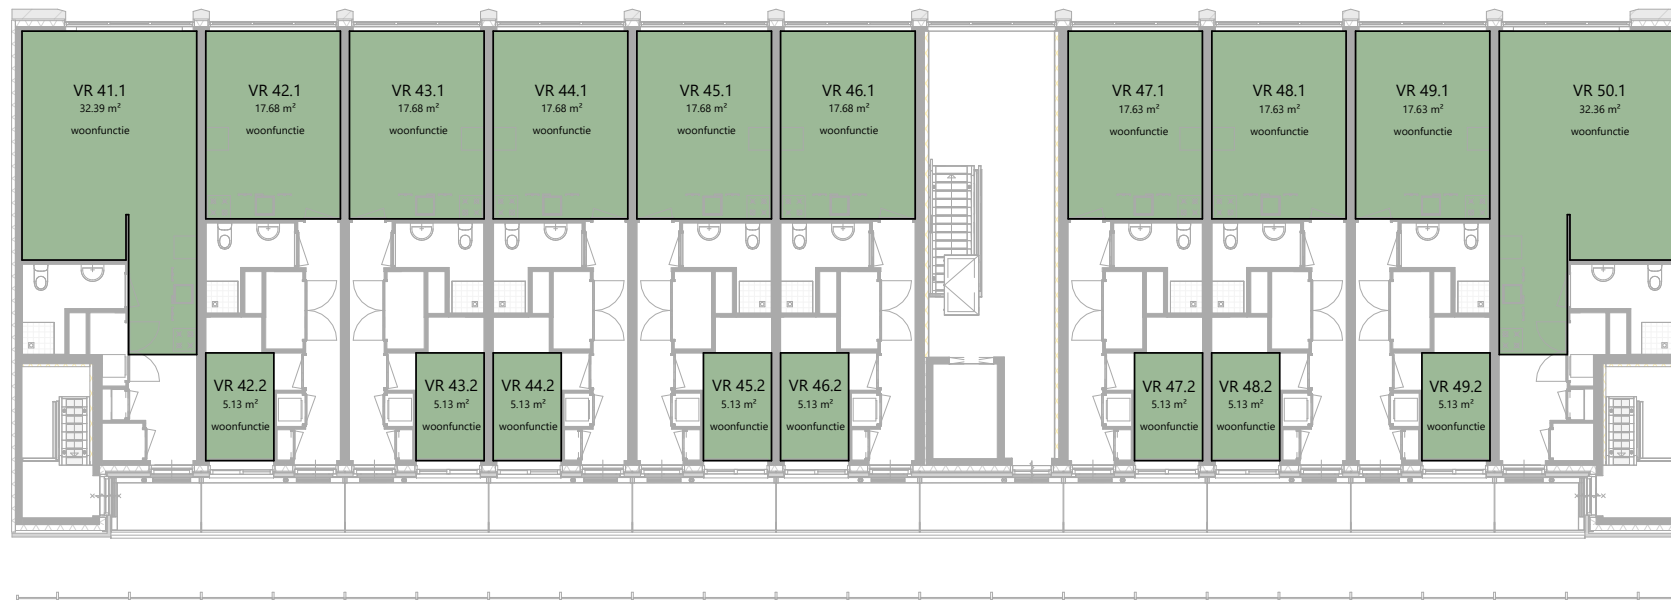 VR 41.1
32.39 m²
woonfunctie
VR 42.1
17.68 m²
woonfunctie
VR 43.1
17.68 m²
woonfunctie
VR 44.1
17.68 m²
woonfunctie
VR 45.1
17.68 m²
woonfunctie
VR 46.1
17.68 m²
woonfunctie
VR 47.1
17.63 m²
woonfunctie
VR 48.1
17.63 m²
woonfunctie
VR 49.1
17.63 m²
woonfunctie
VR 50.1
32.36 m²
woonfunctie
VR 42.2
5.13 m²
woonfunctie
VR 43.2
5.13 m²
woonfunctie
VR 44.2
5.13 m²
woonfunctie
VR 45.2
5.13 m²
woonfunctie
VR 46.2
5.13 m²
woonfunctie
VR 47.2
5.13 m²
woonfunctie
VR 48.2
5.13 m²
woonfunctie
VR 49.2
5.13 m²
woonfunctie